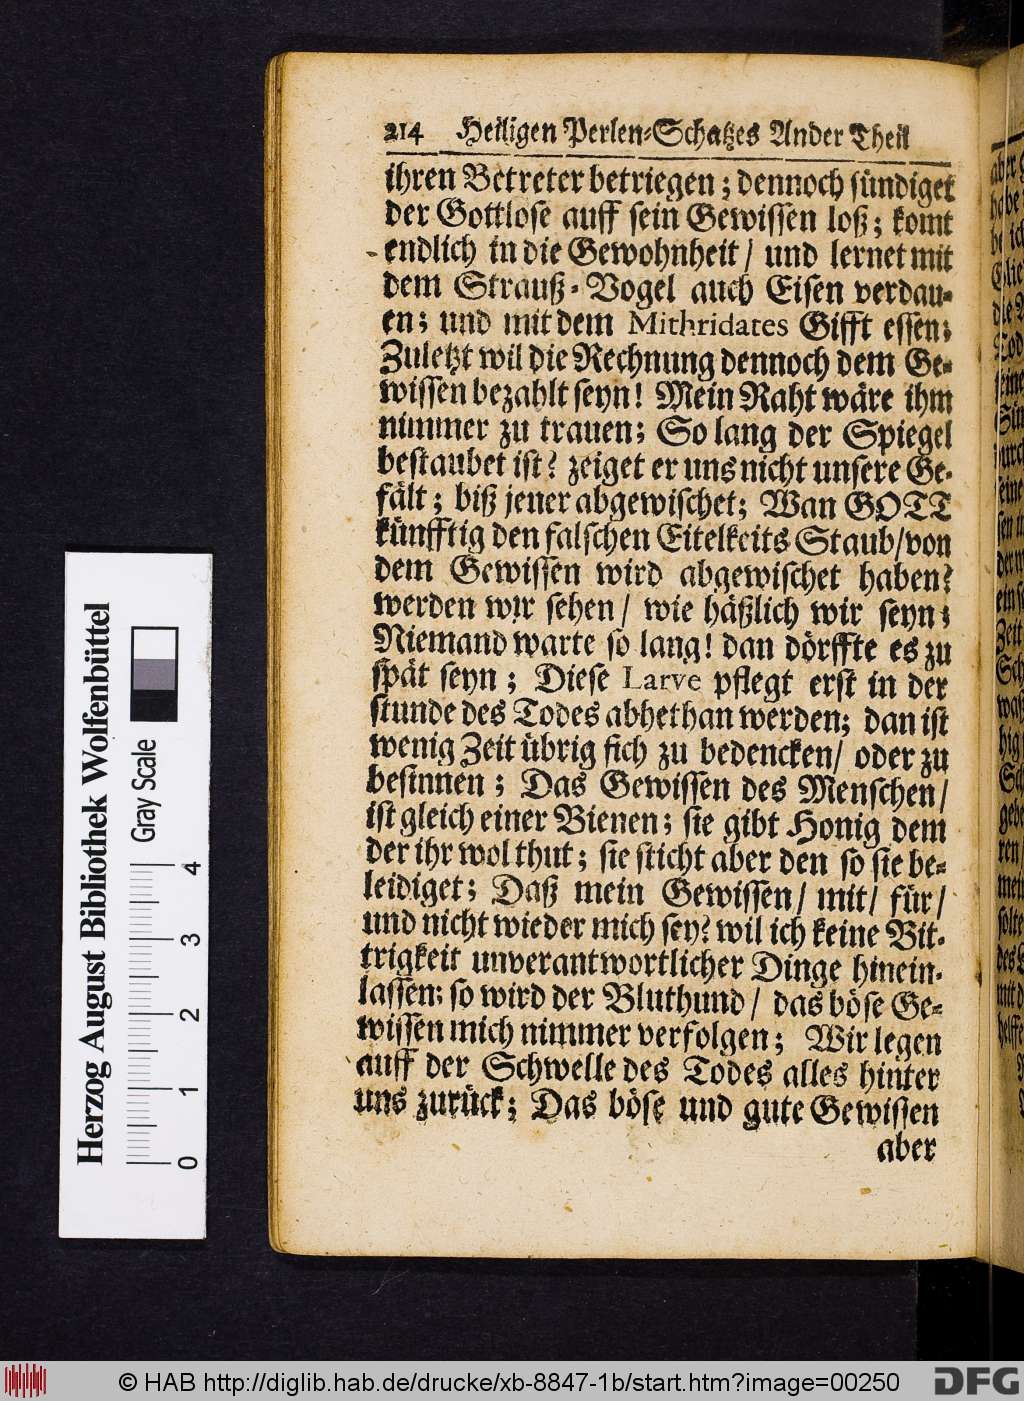 214 Heiligen Perlen-Schatzes Ander Theil
ihren Betreter betriegen; dennoch sündiget
der Gottlose auff sein Gewissen loß; komt
endlich in die Gewohnheit/ und lernet mit
dem Strauß-Vogel auch Eisen verdau-
en; und mit dem Mithridates Gifft essen;
Zuletzt wil die Rechnung dennoch dem Ge-
wissen bezahlt seyn! Mein Raht wäre ihm
nimmer zu trauen; So lang der Spiegel
bestaubet ist? zeiget er uns nicht unsere Ge-
fält; biß jener abgewischet; Wan GOTT
künfftig den falschen Eitelkeits Staub/von
dem Gewissen wird abgewischet haben?
werden wir sehen/ wie häßlich wir seyn;
Niemand warte so lang! dan dörffte es zu
spät seyn; Diese Larve pflegt erst in der
stunde des Todes abhethan werden; dan ist
wenig Zeit übrig sich zu bedencken/ oder zu
besinnen; Das Gewissen des Menschen/
ist gleich einer Bienen; sie gibt Honig dem
der ihr wol thut; sie sticht aber den so sie be-
leidiget; Daß mein Gewissen/ mit/ für/
und nicht wieder mich sey? wil ich keine Bit-
trigkeit unverantwortlicher Dinge hinein-
lassen; so wird der Bluthund/ das böse Ge-
wissen mich nimmer verfolgen; Wir legen
auff der Schwelle des Todes alles hinter
uns zurück; Das böse und gute Gewissen
aber
Herzog August Bibliothek Wolfenbüttel
Gray Scale
0 1 2 3 4
© HAB http://diglib.hab.de/drucke/xb-8847-1b/start.htm?image=00250
DFG